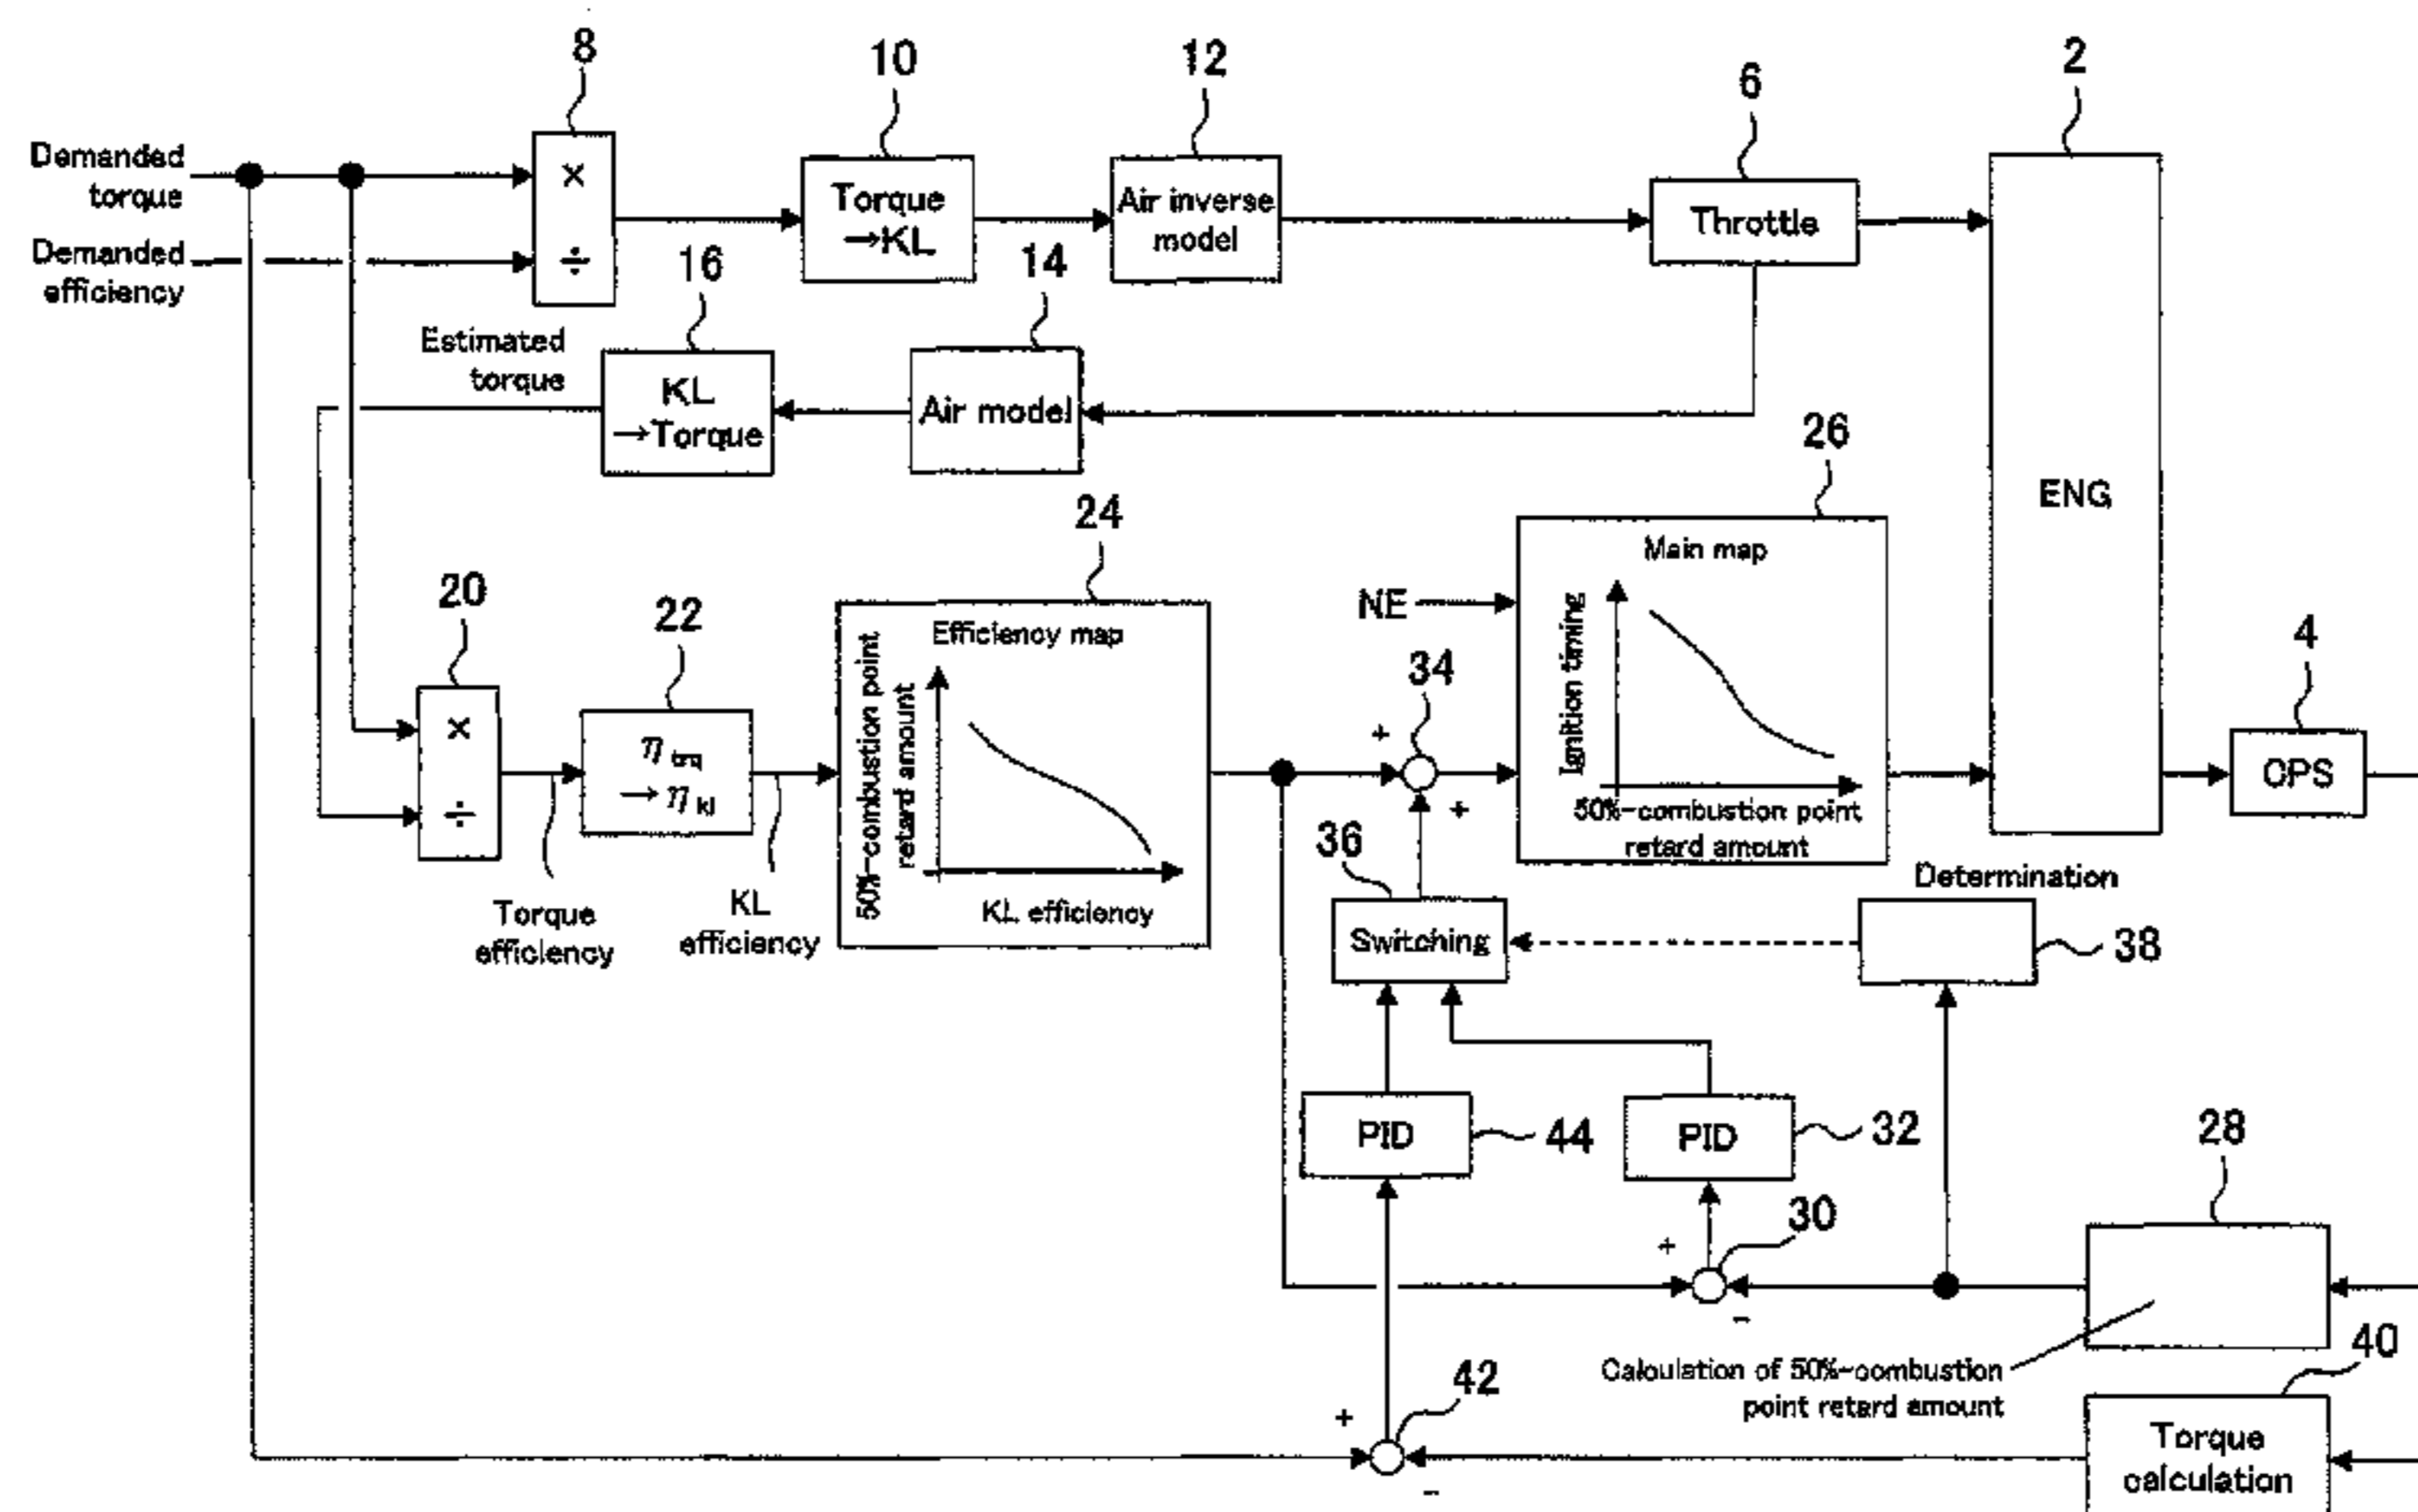 8
10
12
6
2
Demanded
torque
×
Torque
→KL
Air inverse
model
Throttle
Demanded
efficiency
÷
16
14
Estimated
torque
KL
→Torque
Air model
26
ENG
24
Main map
20
22
Efficiency map
NE
Ignition timing
4
50%-combustion point
retard amount
34
×
η trq
→ η kl
+
CPS
÷
+
50%-combustion point
retard amount
36
Determination
Torque
efficiency
KL
efficiency
KL efficiency
Switching
38
PID
44
PID
32
28
30
+
-
40
Calculation of 50%-combustion
point retard amount
42
+
-
Torque
calculation